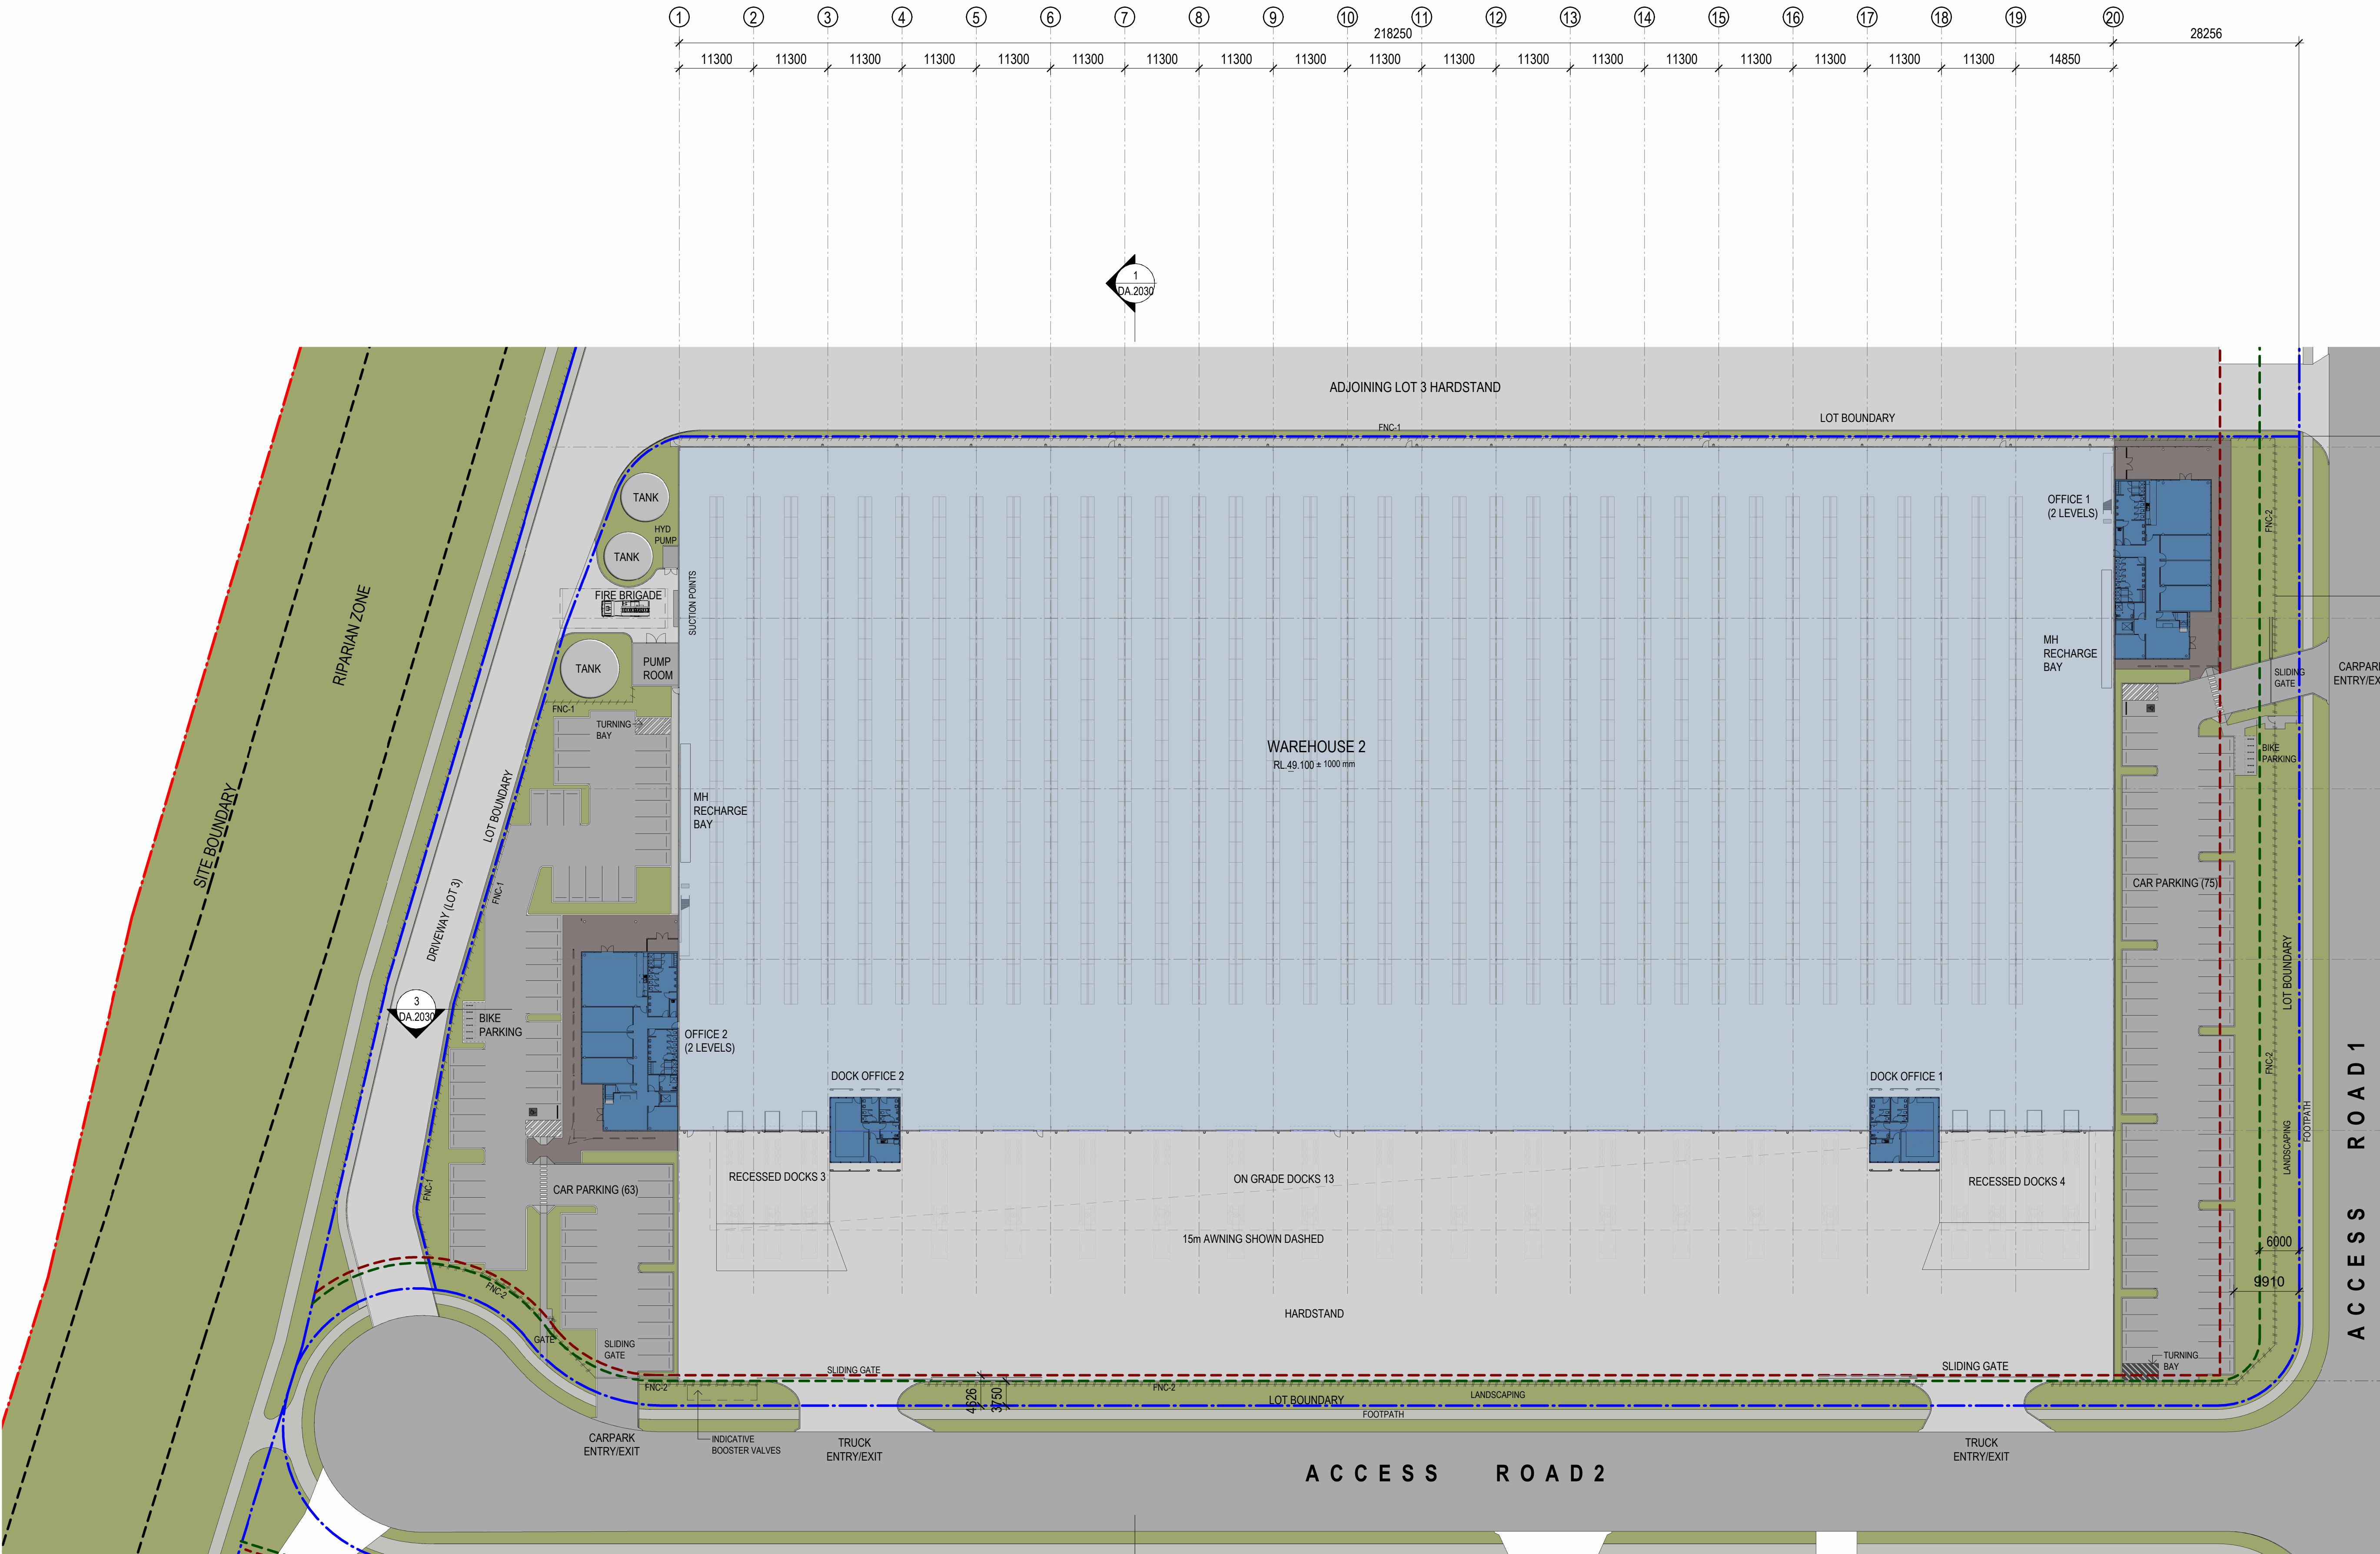 1 2 3 4 5 6 7 8 9 10 11 12 13 14 15 16 17 18 19 20
218250 28256
11300 11300 11300 11300 11300 11300 11300 11300 11300 11300 11300 11300 11300 11300 11300 11300 11300 11300 14850
1
DA.2030
ADJOINING LOT 3 HARDSTAND
LOT BOUNDARY
FNC-1
TANK
HYD
PUMP
TANK
SUCTION POINTS
FIRE BRIGADE
TANK
PUMP
ROOM
FNC-1
TURNING
BAY
OFFICE 1
(2 LEVELS)
MH
RECHARGE
BAY
FNC-2
SLIDING
GATE
CARPARK
BIKE
PARKING
RIPARIAN ZONE
SITE BOUNDARY
LOT BOUNDARY
DRIVEWAY (LOT 3)
FNC-1
WAREHOUSE 2
RL.49.100 ± 1000 mm
MH
RECHARGE
BAY
CAR PARKING (75)
3
DA.2030
BIKE
PARKING
OFFICE 2
(2 LEVELS)
DOCK OFFICE 2
DOCK OFFICE 1
LOT BOUNDARY
FNC-2
FOOTPATH
LANDSCAPING
ACCESS ROAD 1
FNC-1
CAR PARKING (63)
RECESSED DOCKS 3
ON GRADE DOCKS 13
RECESSED DOCKS 4
15m AWNING SHOWN DASHED
6000
9910
HARDSTAND
FNC-2
GATE
SLIDING
GATE
SLIDING GATE
SLIDING GATE
TURNING
BAY
FNC-2
FNC-2
4626
3750
LOT BOUNDARY
LANDSCAPING
FOOTPATH
CARPARK
ENTRY/EXIT
INDICATIVE
BOOSTER VALVES
TRUCK
ENTRY/EXIT
TRUCK
ENTRY/EXIT
ACCESS ROAD 2